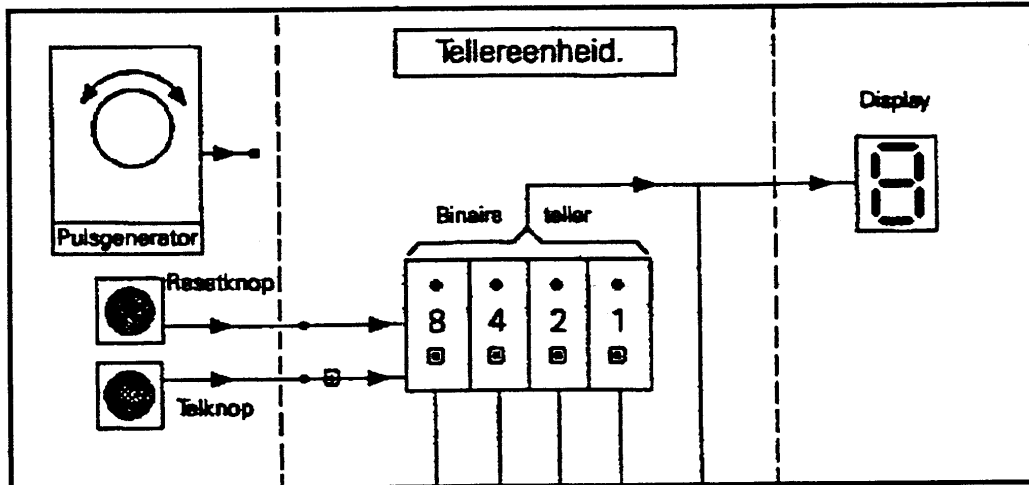 Tellereenheid.
Display
Binaire teller
Pulsgenerator
Resetknop
8 4 2 1
Telknop